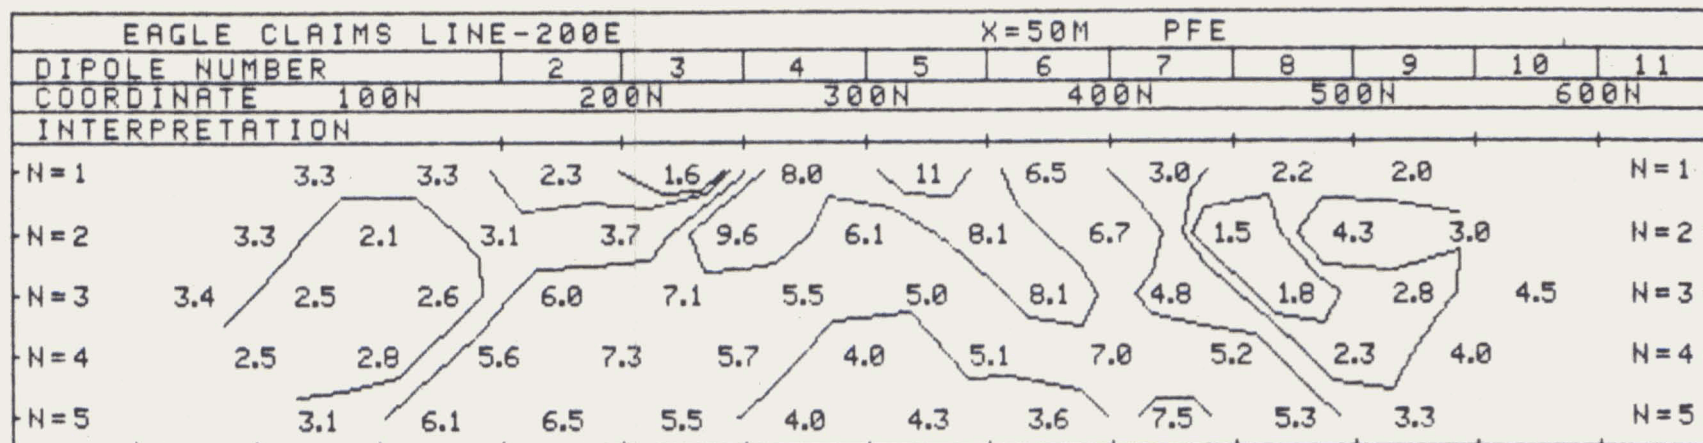 EAGLE CLAIMS LINE-200E X=50M PFE
DIPOLE NUMBER 2 3 4 5 6 7 8 9 10 11
COORDINATE 100N 200N 300N 400N 500N 600N
INTERPRETATION
N=1 3.3 3.3 2.3 1.6 8.0 11 6.5 3.0 2.2 2.0 N=1
N=2 3.3 2.1 3.1 3.7 9.6 6.1 8.1 6.7 1.5 4.3 3.0 N=2
N=3 3.4 2.5 2.6 6.0 7.1 5.5 5.0 8.1 4.8 1.8 2.8 4.5 N=3
N=4 2.5 2.8 5.6 7.3 5.7 4.0 5.1 7.0 5.2 2.3 4.0 N=4
N=5 3.1 6.1 6.5 5.5 4.0 4.3 3.6 7.5 5.3 3.3 N=5